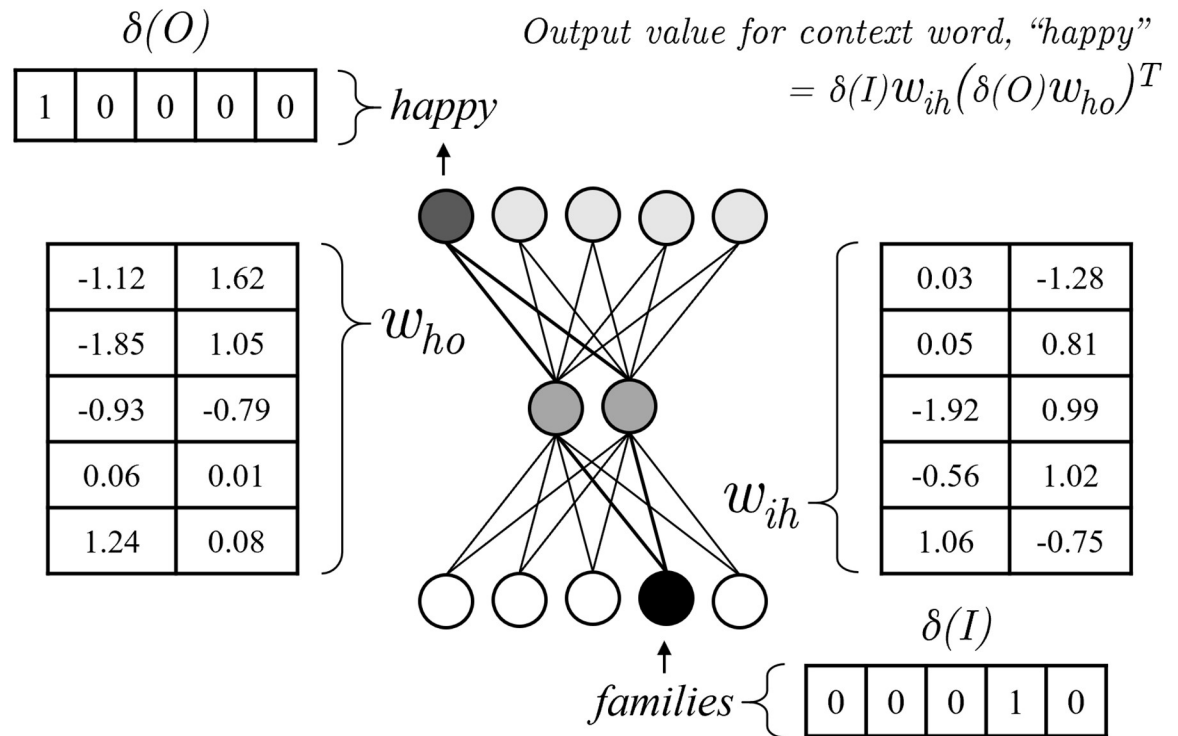 δ(O)
Output value for context word, “happy”
= δ(I)w_ih(δ(O)w_ho)^T
1 0 0 0 0
happy
-1.12 1.62
-1.85 1.05
-0.93 -0.79
0.06 0.01
1.24 0.08
w_ho
0.03 -1.28
0.05 0.81
-1.92 0.99
-0.56 1.02
1.06 -0.75
w_ih
δ(I)
families
0 0 0 1 0